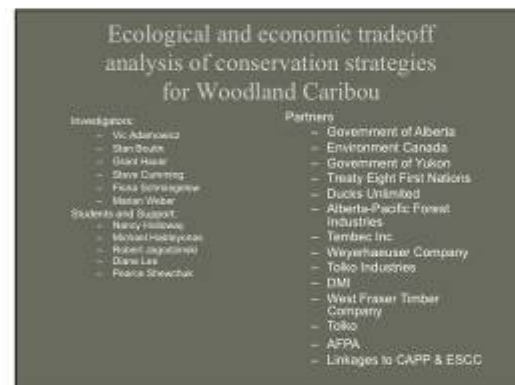 Ecological and economic tradeoff
analysis of conservation strategies
for Woodland Caribou
Investigators:
– Vic Adamowicz
– Stan Boutin
– Grant Hauer
– Steve Cumming
– Fiona Schmiegelow
– Marian Weber
Students and Support:
– Nancy Holloway
– Michael Habteyonas
– Robert Jagodzinski
– Diane Lee
– Pearce Shewchuk
Partners
– Government of Alberta
– Environment Canada
– Government of Yukon
– Treaty Eight First Nations
– Ducks Unlimited
– Alberta-Pacific Forest
Industries
– Tembec Inc.
– Weyerhaeuser Company
– Tolko Industries
– DMI
– West Fraser Timber
Company
– Tolko
– AFPA
– Linkages to CAPP & ESCC